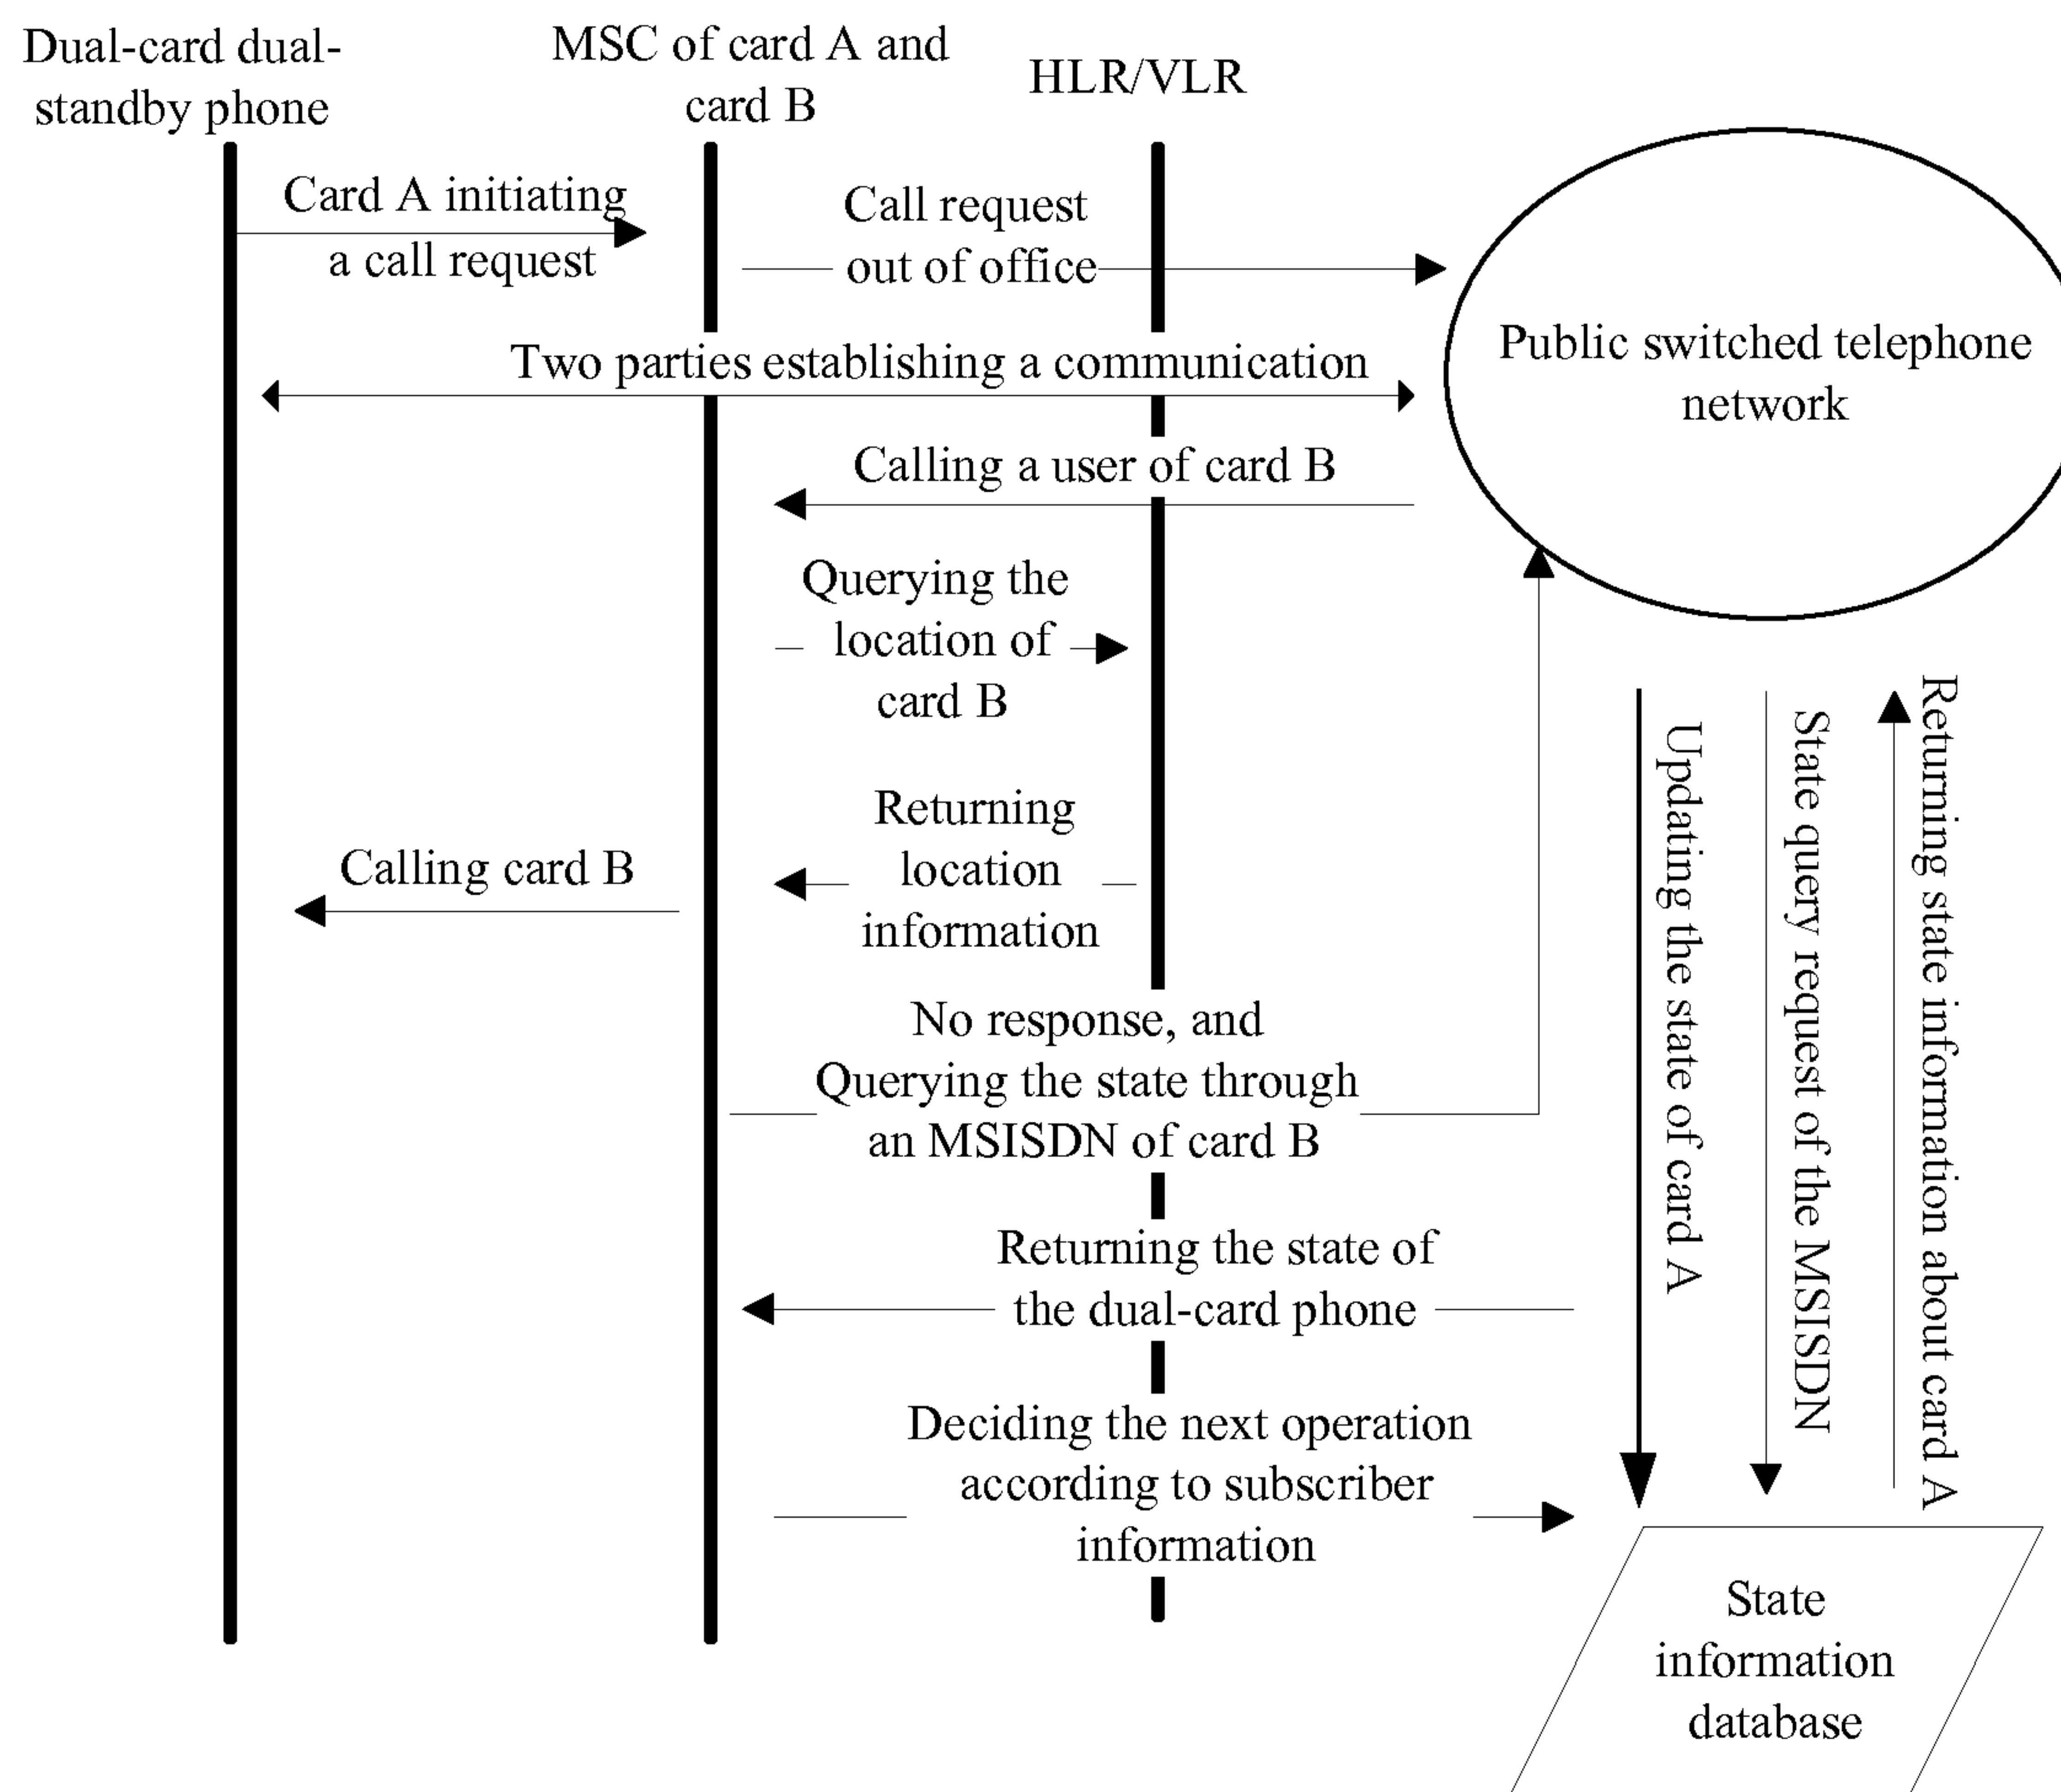 Dual-card dual-
standby phone
MSC of card A and
card B
HLR/VLR
Card A initiating
a call request
Call request
out of office
Public switched telephone
network
Two parties establishing a communication
Calling a user of card B
Querying the
location of
card B
Returning
location
information
Calling card B
No response, and
Querying the state through
an MSISDN of card B
Returning the state of
the dual-card phone
Deciding the next operation
according to subscriber
information
Updating the state of card A
State query request of the MSISDN
Returning state information about card A
State
information
database